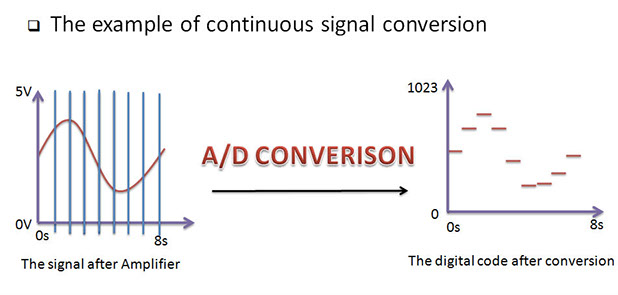 The example of continuous signal conversion
5V
0V
0s
8s
The signal after Amplifier
A/D CONVERISON
1023
0
0s
8s
The digital code after conversion